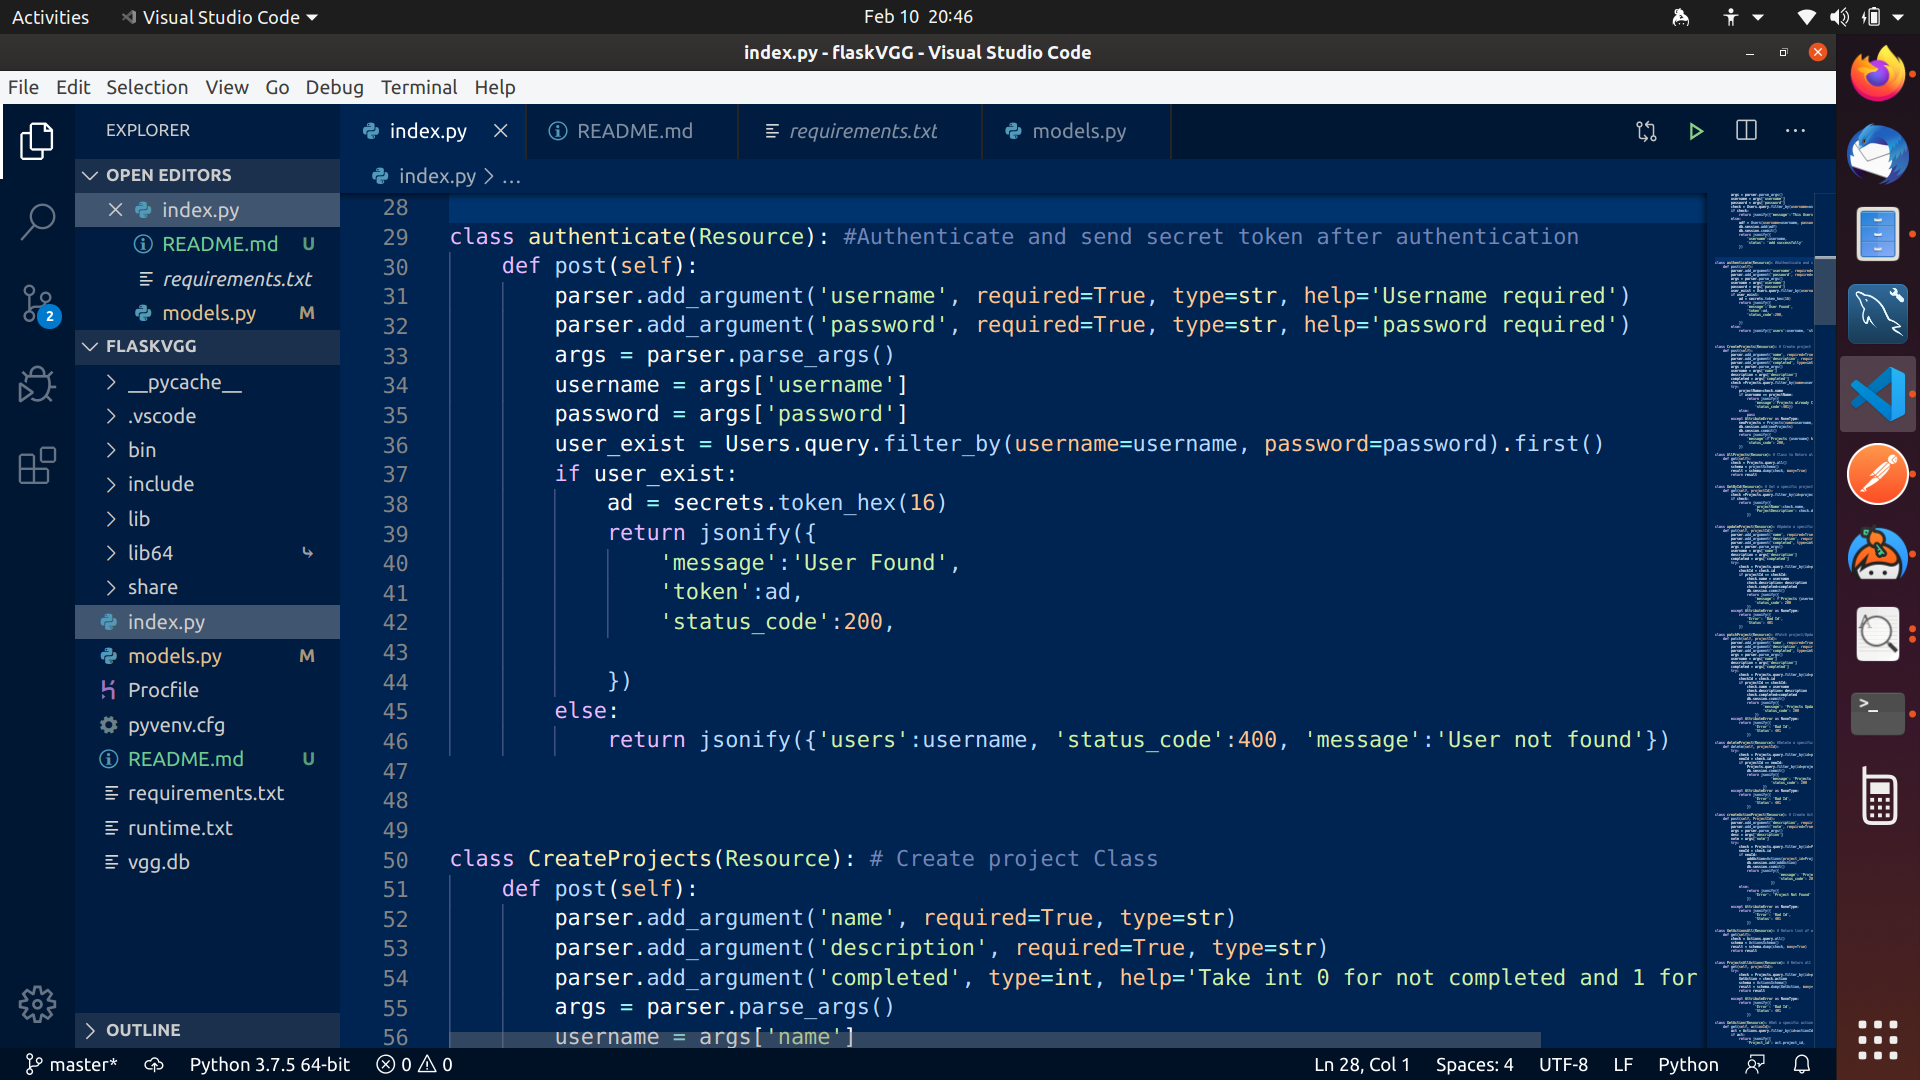 Activities
Visual Studio Code
Feb 10 20:46
index.py - flaskVGG - Visual Studio Code
File Edit Selection View Go Debug Terminal Help
EXPLORER
OPEN EDITORS
index.py
README.md U
requirements.txt
models.py M
2
FLASKVGG
__pycache__
.vscode
bin
include
lib
lib64
share
index.py
models.py M
Procfile
pyvenv.cfg
README.md U
requirements.txt
runtime.txt
vgg.db
OUTLINE
index.py
README.md
requirements.txt
models.py
index.py > ...
28
29 class authenticate(Resource): #Authenticate and send secret token after authentication
30 def post(self):
31 parser.add_argument('username', required=True, type=str, help='Username required')
32 parser.add_argument('password', required=True, type=str, help='password required')
33 args = parser.parse_args()
34 username = args['username']
35 password = args['password']
36 user_exist = Users.query.filter_by(username=username, password=password).first()
37 if user_exist:
38 ad = secrets.token_hex(16)
39 return jsonify({
40 'message':'User Found',
41 'token':ad,
42 'status_code':200,
43
44 })
45 else:
46 return jsonify({'users':username, 'status_code':400, 'message':'User not found'})
47
48
49
50 class CreateProjects(Resource): # Create project Class
51 def post(self):
52 parser.add_argument('name', required=True, type=str)
53 parser.add_argument('description', required=True, type=str)
54 parser.add_argument('completed', type=int, help='Take int 0 for not completed and 1 for
55 args = parser.parse_args()
56 username = args['name']
master*
Python 3.7.5 64-bit
0
0
Ln 28, Col 1
Spaces: 4
UTF-8
LF
Python